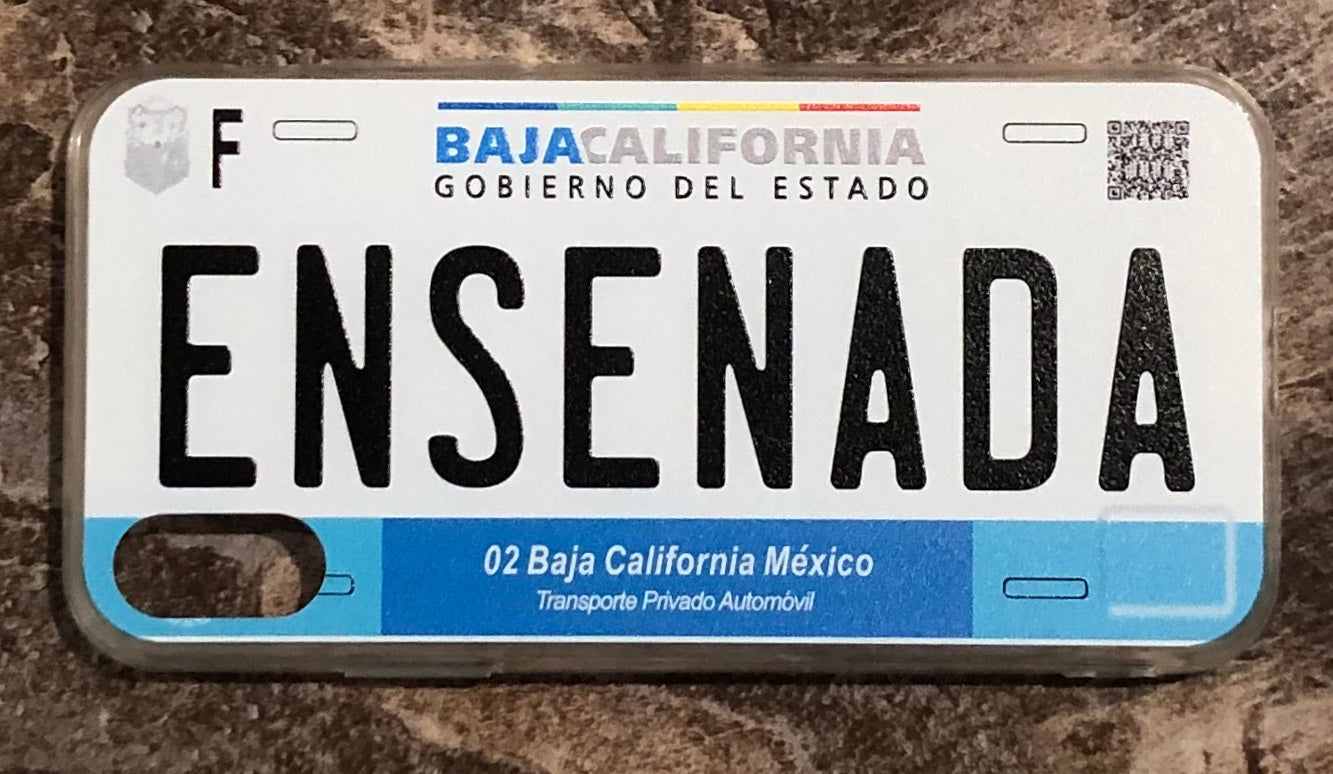 F
BAJACALIFORNIA
GOBIERNO DEL ESTADO
ENSENADA
02 Baja California México
Transporte Privado Automóvil